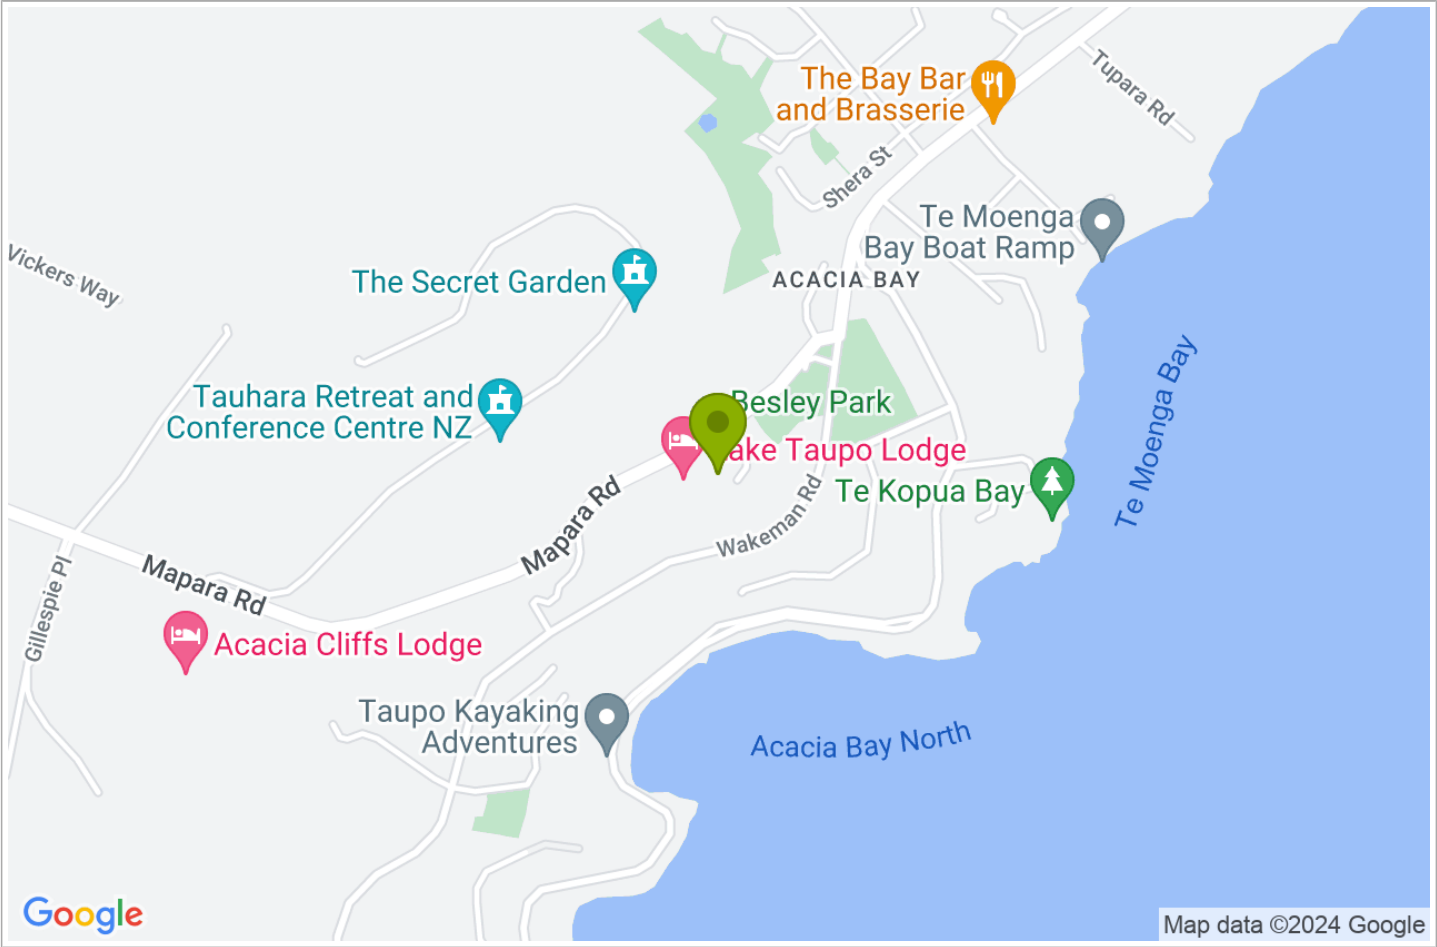 The Bay Bar
and Brasserie
Tupara Rd
Shera St
Te Moenga
Bay Boat Ramp
Vickers Way
The Secret Garden
ACACIA BAY
Te Moenga Bay
Tauhara Retreat and
Conference Centre NZ
Besley Park
ake Taupo Lodge
Te Kopua Bay
Mapara Rd
Wakeman Rd
Mapara Rd
Gillespie Pl
Acacia Cliffs Lodge
Taupo Kayaking
Adventures
Acacia Bay North
Google
Map data ©2024 Google